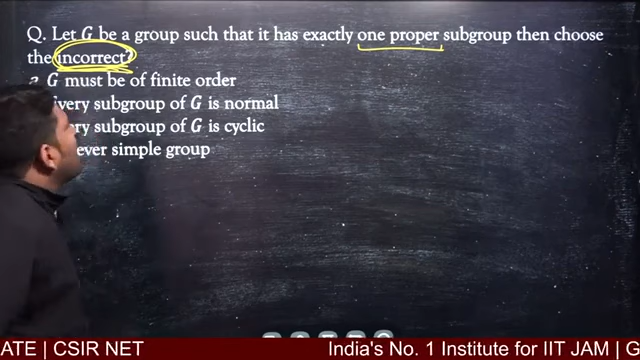 Q. Let G be a group such that it has exactly one proper subgroup then choose
the incorrect?
G must be of finite order
every subgroup of G is normal
subgroup of G is cyclic
simple group
ATE | CSIR NET India's No. 1 Institute for IIT JAM | G